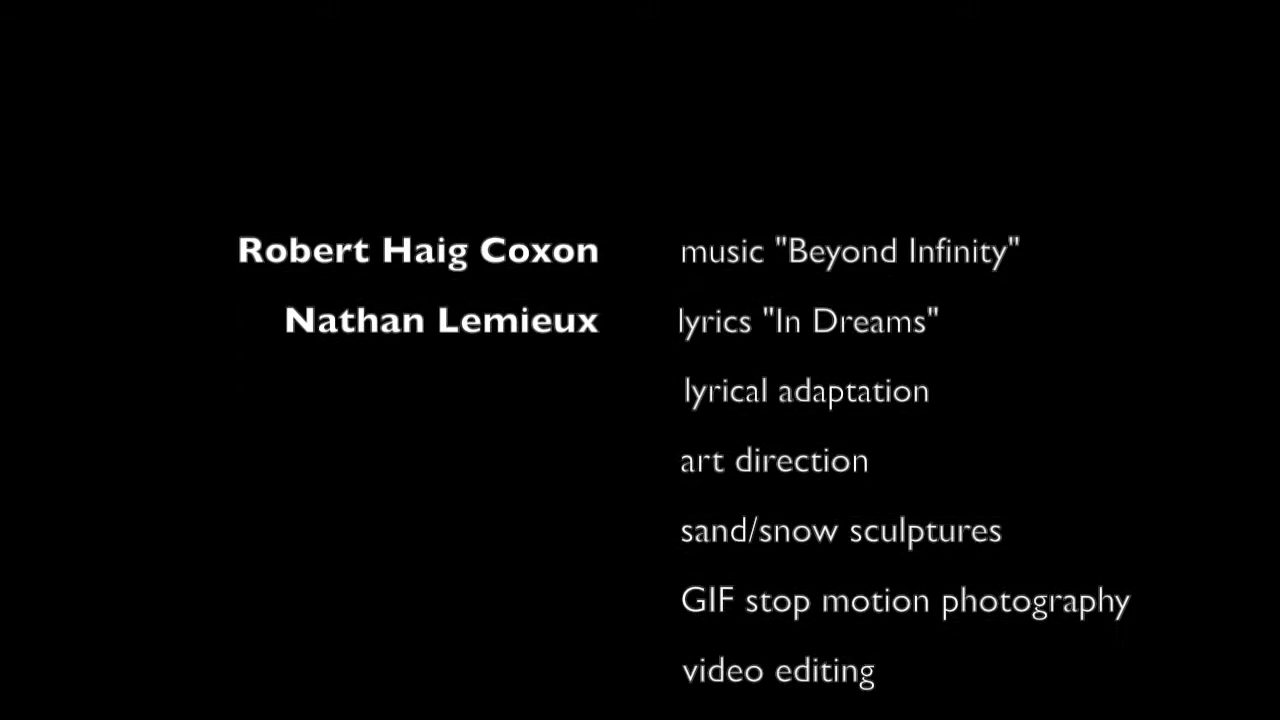 Robert Haig Coxon music "Beyond Infinity"
Nathan Lemieux lyrics "In Dreams"
lyrical adaptation
art direction
sand/snow sculptures
GIF stop motion photography
video editing